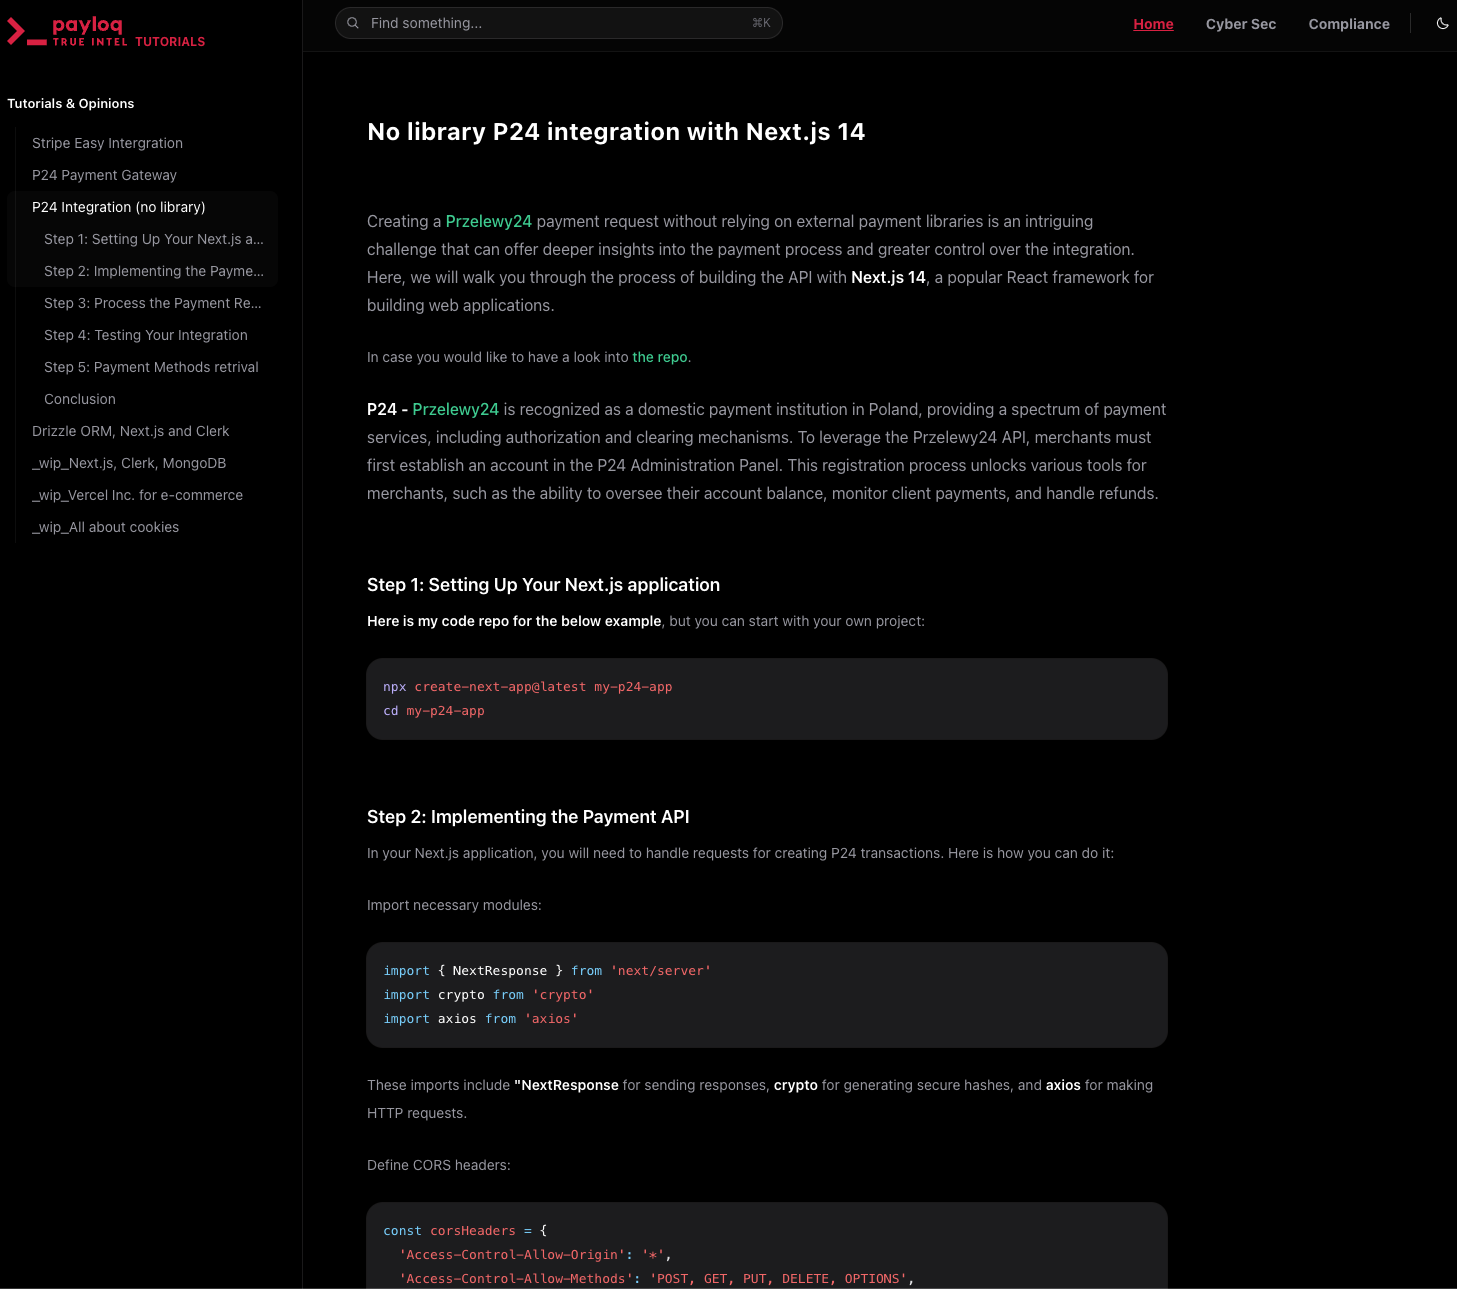 payloq
TRUE INTEL TUTORIALS
Find something... ⌘K
Home Cyber Sec Compliance
Tutorials & Opinions
Stripe Easy Intergration
P24 Payment Gateway
P24 Integration (no library)
Step 1: Setting Up Your Next.js a...
Step 2: Implementing the Payme...
Step 3: Process the Payment Re...
Step 4: Testing Your Integration
Step 5: Payment Methods retrival
Conclusion
Drizzle ORM, Next.js and Clerk
_wip_Next.js, Clerk, MongoDB
_wip_Vercel Inc. for e-commerce
_wip_All about cookies
No library P24 integration with Next.js 14
Creating a Przelewy24 payment request without relying on external payment libraries is an intriguing
challenge that can offer deeper insights into the payment process and greater control over the integration.
Here, we will walk you through the process of building the API with Next.js 14, a popular React framework for
building web applications.
In case you would like to have a look into the repo.
P24 - Przelewy24 is recognized as a domestic payment institution in Poland, providing a spectrum of payment
services, including authorization and clearing mechanisms. To leverage the Przelewy24 API, merchants must
first establish an account in the P24 Administration Panel. This registration process unlocks various tools for
merchants, such as the ability to oversee their account balance, monitor client payments, and handle refunds.
Step 1: Setting Up Your Next.js application
Here is my code repo for the below example, but you can start with your own project:
npx create-next-app@latest my-p24-app
cd my-p24-app
Step 2: Implementing the Payment API
In your Next.js application, you will need to handle requests for creating P24 transactions. Here is how you can do it:
Import necessary modules:
import { NextResponse } from 'next/server'
import crypto from 'crypto'
import axios from 'axios'
These imports include "NextResponse for sending responses, crypto for generating secure hashes, and axios for making
HTTP requests.
Define CORS headers:
const corsHeaders = {
'Access-Control-Allow-Origin': '*',
'Access-Control-Allow-Methods': 'POST, GET, PUT, DELETE, OPTIONS',